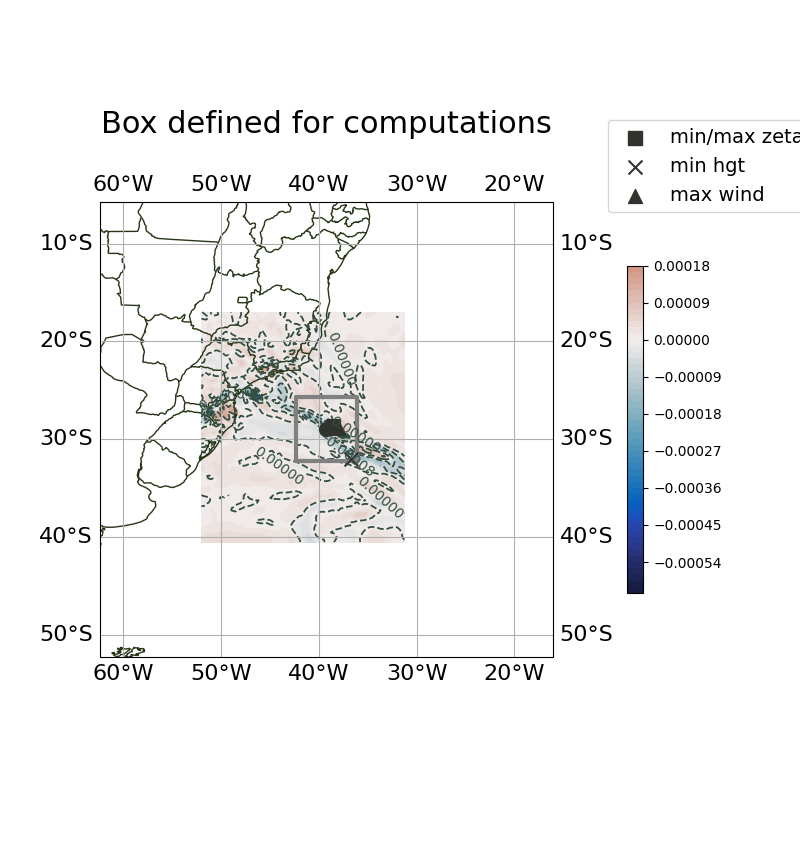 Box defined for computations
min/max zeta
min hgt
max wind
60°W 50°W 40°W 30°W 20°W
10°S 10°S
20°S 20°S
30°S 30°S
40°S 40°S
50°S 50°S
60°W 50°W 40°W 30°W 20°W
0.00000
0.00000
0.00000
0.00018
0.00009
0.00000
−0.00009
−0.00018
−0.00027
−0.00036
−0.00045
−0.00054